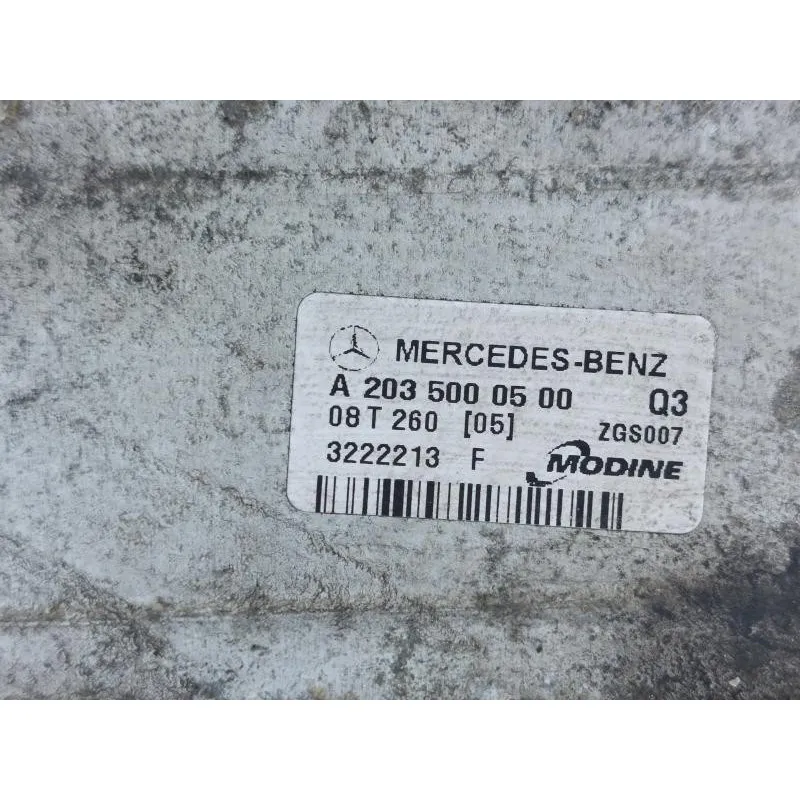 MERCEDES-BENZ
A 203 500 05 00 Q3
08 T 260 [05] ZGS007
3222213 F MODINE